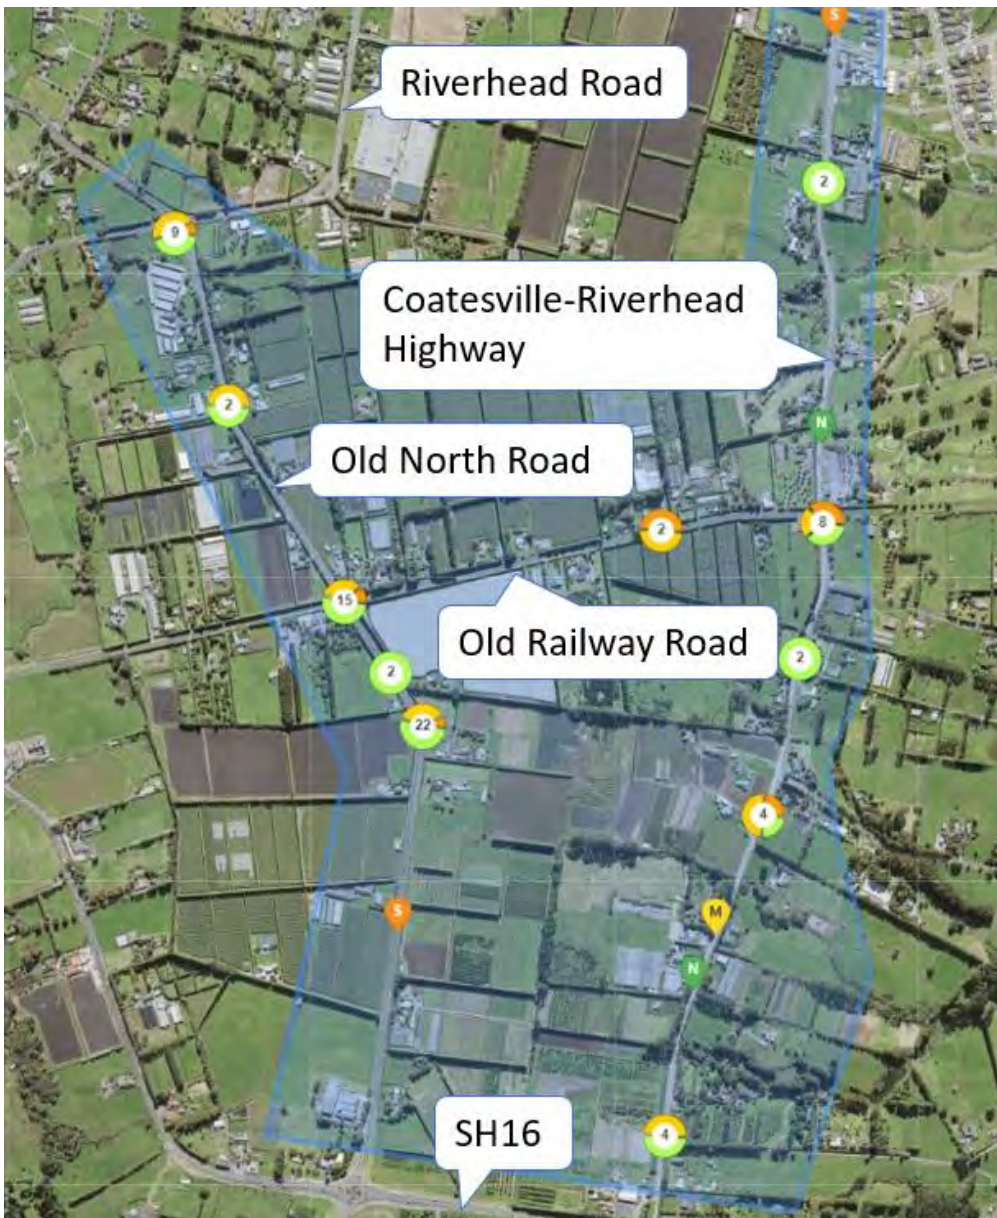 S
Riverhead Road
2
9
Coatesville-Riverhead
Highway
2
N
Old North Road
2
8
15
Old Railway Road
2
2
22
4
S
M
N
SH16
4